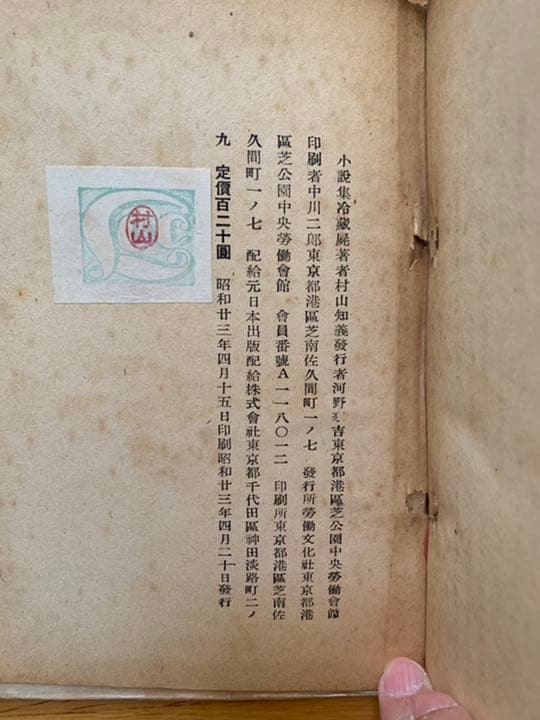 小說集冷藏屍著者村山知義發行者河野 吉東京都港區芝公園中央勞働會館
印刷者中川二郎東京都港區芝南佐久間町一ノ七 發行所勞働文化社東京都港
區芝公園中央勞働會館 會員番號A一一八〇一二 印刷所東京都港區芝南佐
久間町一ノ七 配給元日本出版配給株式會社東京都千代田區神田淡路町二ノ
九 定價百二十圓 昭和廿三年四月十五日印刷昭和廿三年四月二十日發行
村山